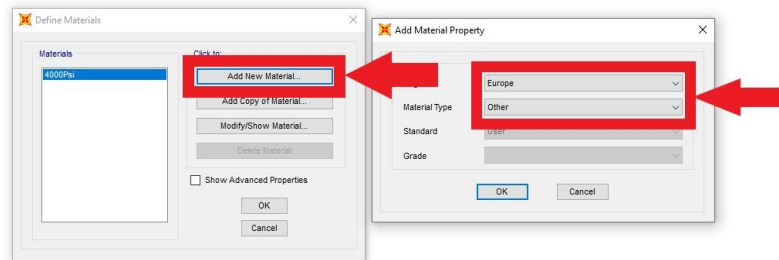 Define Materials
Materials
4000Psi
Click to:
Add New Material...
Add Copy of Material...
Modify/Show Material...
Delete Material
Show Advanced Properties
OK
Cancel
Add Material Property
Europe
Material Type
Other
Standard
User
Grade
OK
Cancel